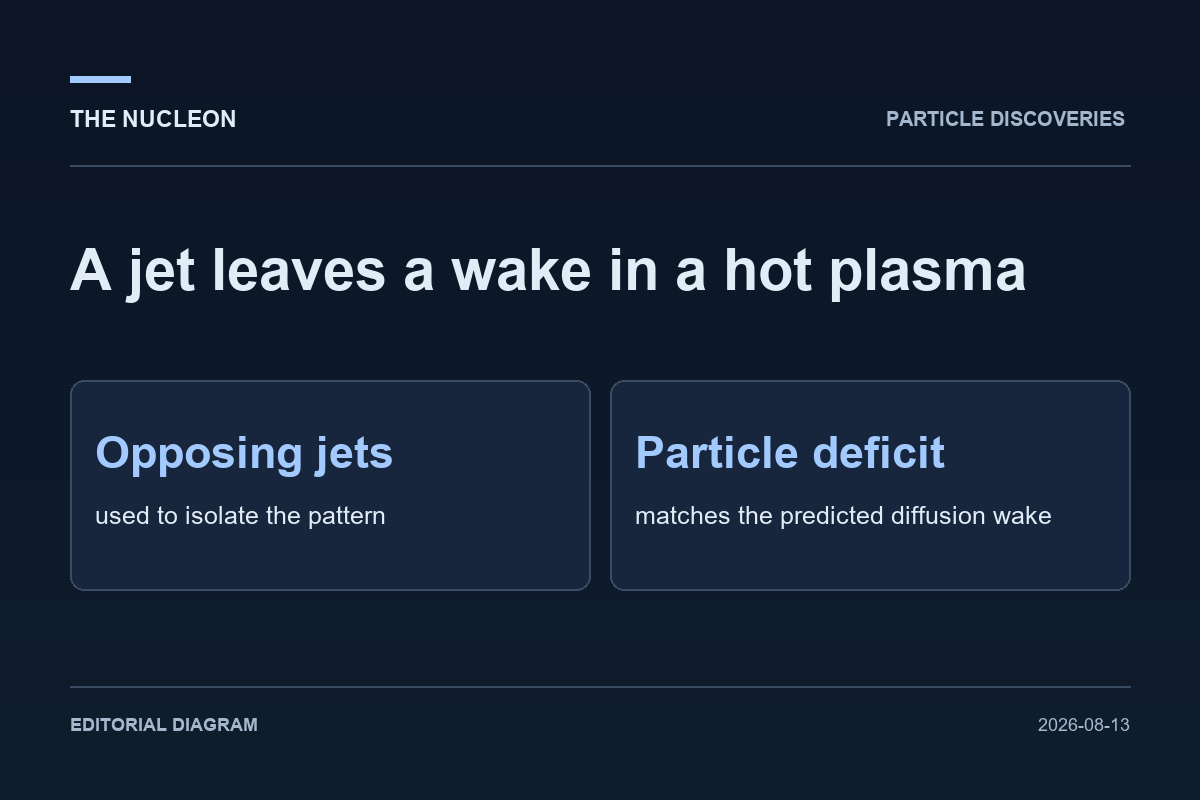 THE NUCLEON
PARTICLE DISCOVERIES
A jet leaves a wake in a hot plasma
Opposing jets
used to isolate the pattern
Particle deficit
matches the predicted diffusion wake
EDITORIAL DIAGRAM
2026-08-13